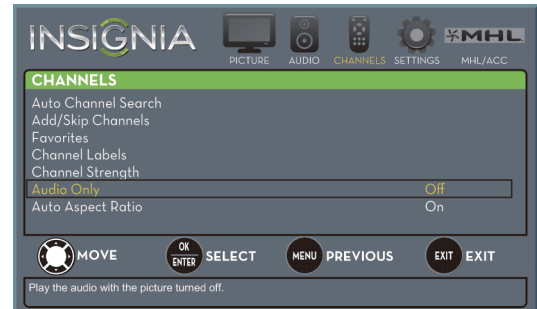 INSIGNIA
PICTURE AUDIO CHANNELS SETTINGS MHL MHL/ACC
CHANNELS
Auto Channel Search
Add/Skip Channels
Favorites
Channel Labels
Channel Strength
Audio Only Off
Auto Aspect Ratio On
MOVE OK ENTER SELECT MENU PREVIOUS EXIT EXIT
Play the audio with the picture turned off.